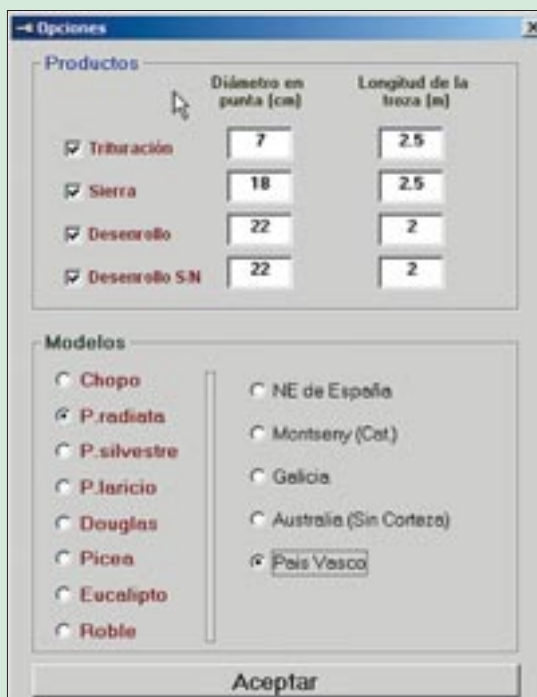 Opciones
Productos
Diámetro en punta (cm)
Longitud de la troza (m)
Trituración 7 2.5
Sierra 18 2.5
Desenrollo 22 2
Desenrollo S/N 22 2
Modelos
Chopo
P.radiata
P.silvestre
P.laricio
Douglas
Picea
Eucalipto
Roble
NE de España
Montseny (Cat.)
Galicia
Australia (Sin Corteza)
Pais Vasco
Aceptar